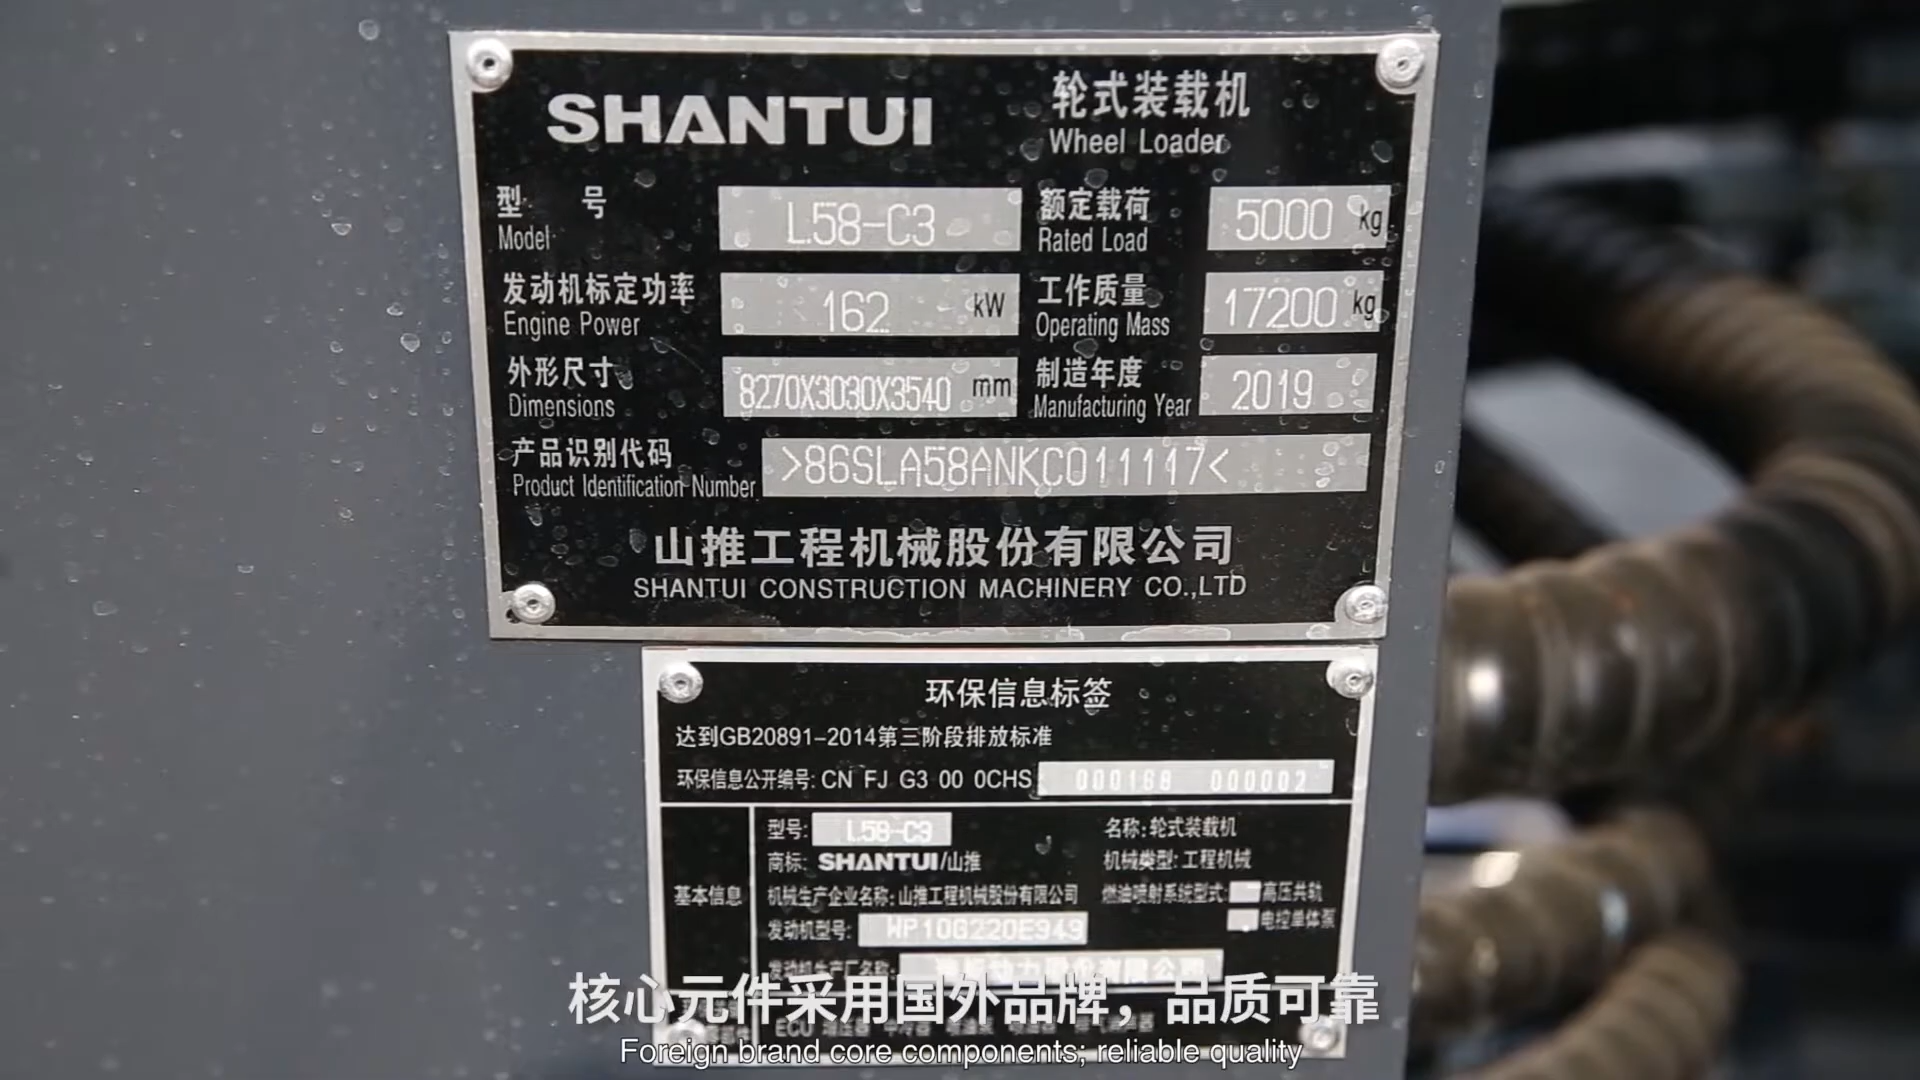 SHANTUI
轮式装载机
Wheel Loader
型 号 L58-C3 额定载荷 5000 kg
Model Rated Load
发动机标定功率 162 kW 工作质量 17200 kg
Engine Power Operating Mass
外形尺寸 8270X3030X3540 mm 制造年度 2019
Dimensions Manufacturing Year
产品识别代码 >86SLA58ANKC011117<
Product Identification Number
山推工程机械股份有限公司
SHANTUI CONSTRUCTION MACHINERY CO.,LTD
环保信息标签
达到GB20891-2014第三阶段排放标准
环保信息公开编号: CN FJ G3 00 0CHS 000168 000002
型号: L58-C3 名称: 轮式装载机
商标: SHANTUI/山推 机械类型: 工程机械
基本信息 机械生产企业名称: 山推工程机械股份有限公司 燃油喷射系统型式: 高压共轨
发动机型号: WP10G220E343 电控单体泵
发动机生产厂名称:
ECU
核心元件采用国外品牌，品质可靠
Foreign brand core components; reliable quality